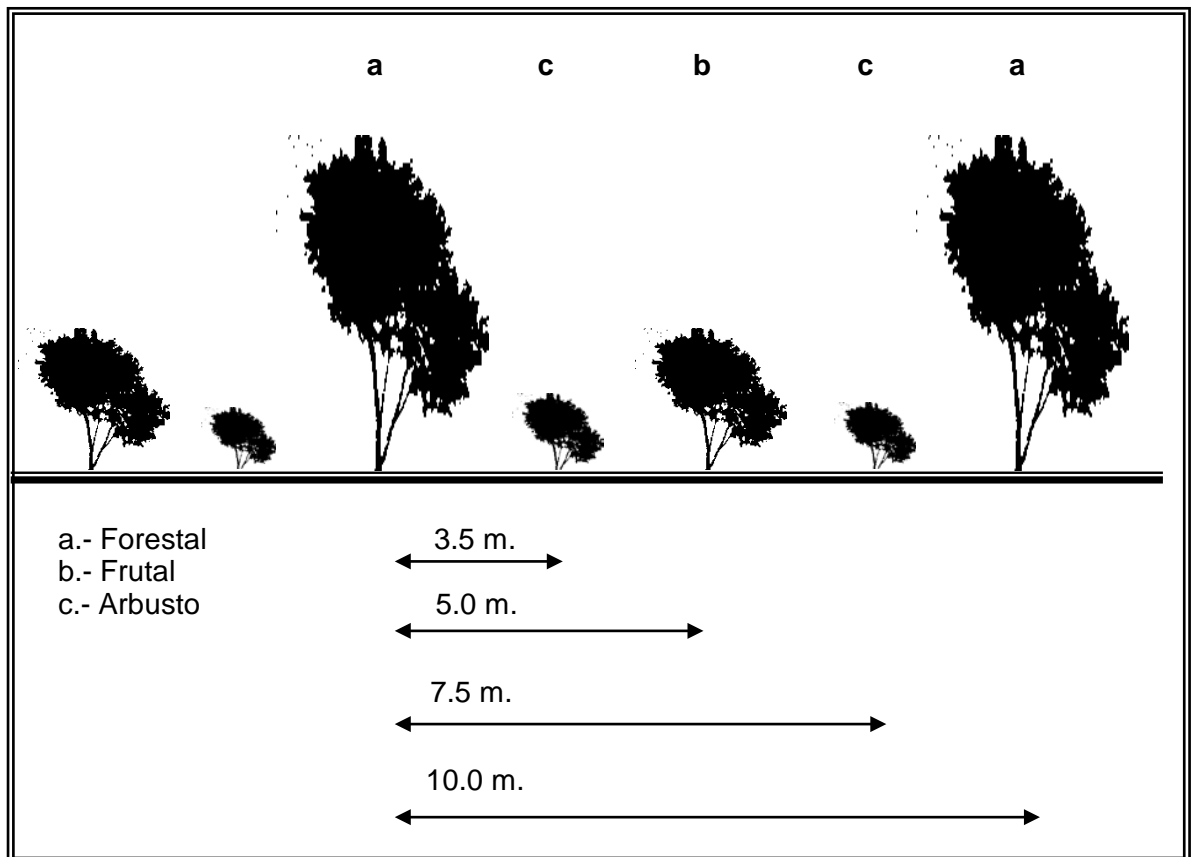 a c b c a
a.- Forestal
b.- Frutal
c.- Arbusto
3.5 m.
5.0 m.
7.5 m.
10.0 m.